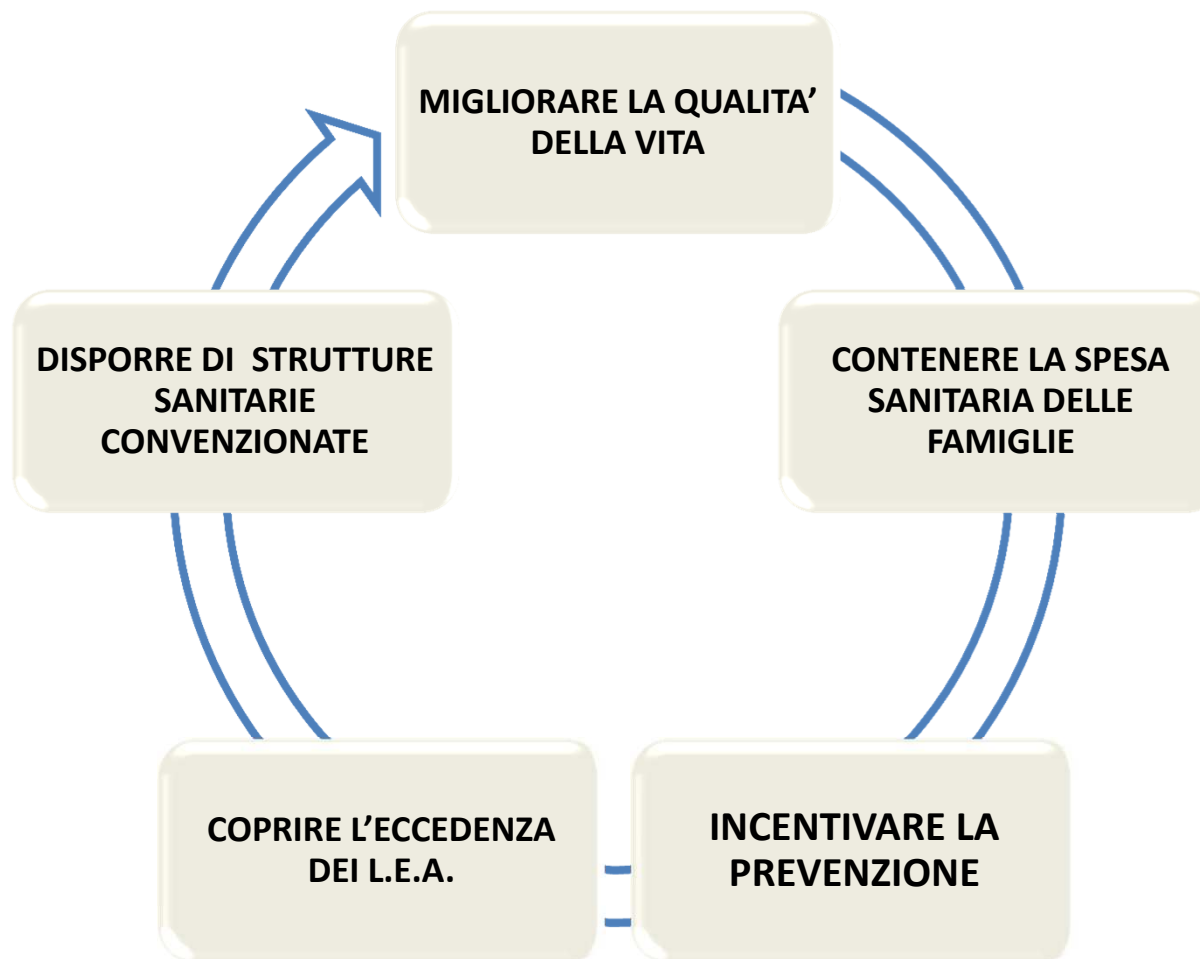 MIGLIORARE LA QUALITA’
DELLA VITA
CONTENERE LA SPESA
SANITARIA DELLE
FAMIGLIE
INCENTIVARE LA
PREVENZIONE
COPRIRE L’ECCEDENZA
DEI L.E.A.
DISPORRE DI  STRUTTURE
SANITARIE
CONVENZIONATE